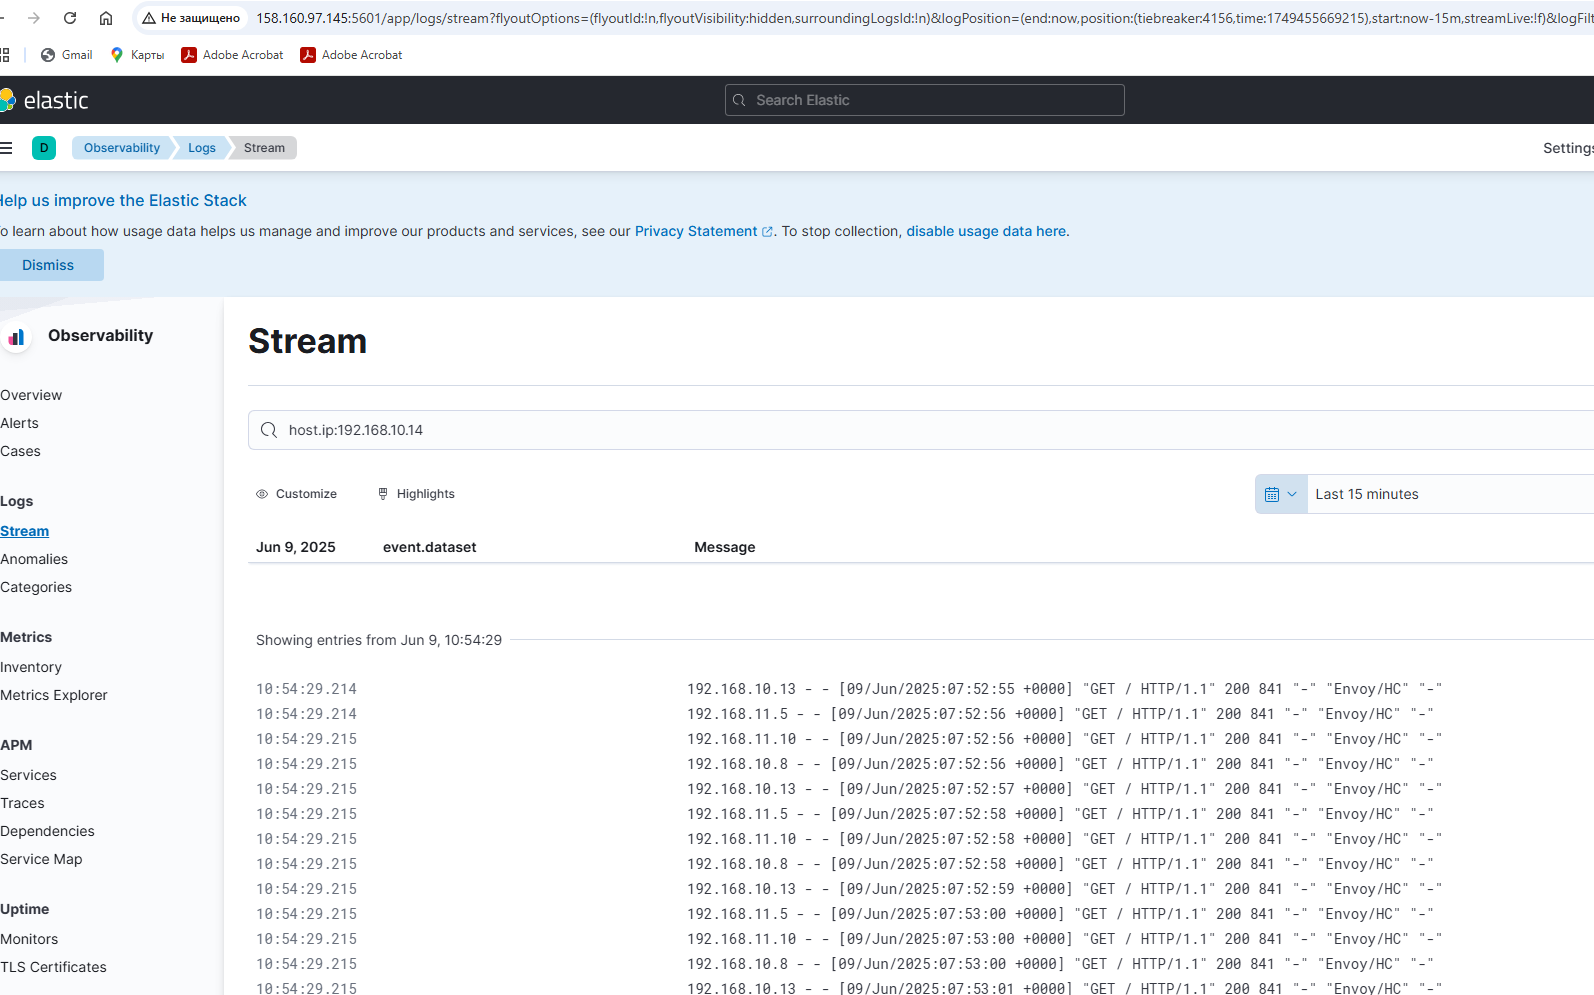 Не защищено 158.160.97.145:5601/app/logs/stream?flyoutOptions=(flyoutId:!n,flyoutVisibility:hidden,surroundingLogsId:!n)&logPosition=(end:now,position:(tiebreaker:4156,time:1749455669215),start:now-15m,streamLive:!f)&logFilt
Gmail Карты Adobe Acrobat Adobe Acrobat
elastic Search Elastic
D Observability Logs Stream Settings
Help us improve the Elastic Stack
To learn about how usage data helps us manage and improve our products and services, see our Privacy Statement. To stop collection, disable usage data here.
Dismiss
Observability
Overview
Alerts
Cases
Logs
Stream
Anomalies
Categories
Metrics
Inventory
Metrics Explorer
APM
Services
Traces
Dependencies
Service Map
Uptime
Monitors
TLS Certificates
Stream
host.ip:192.168.10.14
Customize Highlights Last 15 minutes
Jun 9, 2025 event.dataset Message
Showing entries from Jun 9, 10:54:29
10:54:29.214 192.168.10.13 - - [09/Jun/2025:07:52:55 +0000] "GET / HTTP/1.1" 200 841 "-" "Envoy/HC" "-"
10:54:29.214 192.168.11.5 - - [09/Jun/2025:07:52:56 +0000] "GET / HTTP/1.1" 200 841 "-" "Envoy/HC" "-"
10:54:29.215 192.168.11.10 - - [09/Jun/2025:07:52:56 +0000] "GET / HTTP/1.1" 200 841 "-" "Envoy/HC" "-"
10:54:29.215 192.168.10.8 - - [09/Jun/2025:07:52:56 +0000] "GET / HTTP/1.1" 200 841 "-" "Envoy/HC" "-"
10:54:29.215 192.168.10.13 - - [09/Jun/2025:07:52:57 +0000] "GET / HTTP/1.1" 200 841 "-" "Envoy/HC" "-"
10:54:29.215 192.168.11.5 - - [09/Jun/2025:07:52:58 +0000] "GET / HTTP/1.1" 200 841 "-" "Envoy/HC" "-"
10:54:29.215 192.168.11.10 - - [09/Jun/2025:07:52:58 +0000] "GET / HTTP/1.1" 200 841 "-" "Envoy/HC" "-"
10:54:29.215 192.168.10.8 - - [09/Jun/2025:07:52:58 +0000] "GET / HTTP/1.1" 200 841 "-" "Envoy/HC" "-"
10:54:29.215 192.168.10.13 - - [09/Jun/2025:07:52:59 +0000] "GET / HTTP/1.1" 200 841 "-" "Envoy/HC" "-"
10:54:29.215 192.168.11.5 - - [09/Jun/2025:07:53:00 +0000] "GET / HTTP/1.1" 200 841 "-" "Envoy/HC" "-"
10:54:29.215 192.168.11.10 - - [09/Jun/2025:07:53:00 +0000] "GET / HTTP/1.1" 200 841 "-" "Envoy/HC" "-"
10:54:29.215 192.168.10.8 - - [09/Jun/2025:07:53:00 +0000] "GET / HTTP/1.1" 200 841 "-" "Envoy/HC" "-"
10:54:29.215 192.168.10.13 - - [09/Jun/2025:07:53:01 +0000] "GET / HTTP/1.1" 200 841 "-" "Envoy/HC" "-"